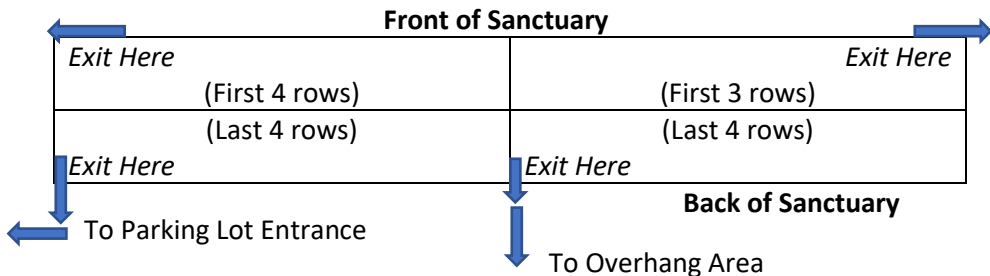 Front of Sanctuary
Exit Here Exit Here
(First 4 rows) (First 3 rows)
(Last 4 rows) (Last 4 rows)
Exit Here Exit Here
Back of Sanctuary
To Parking Lot Entrance
To Overhang Area